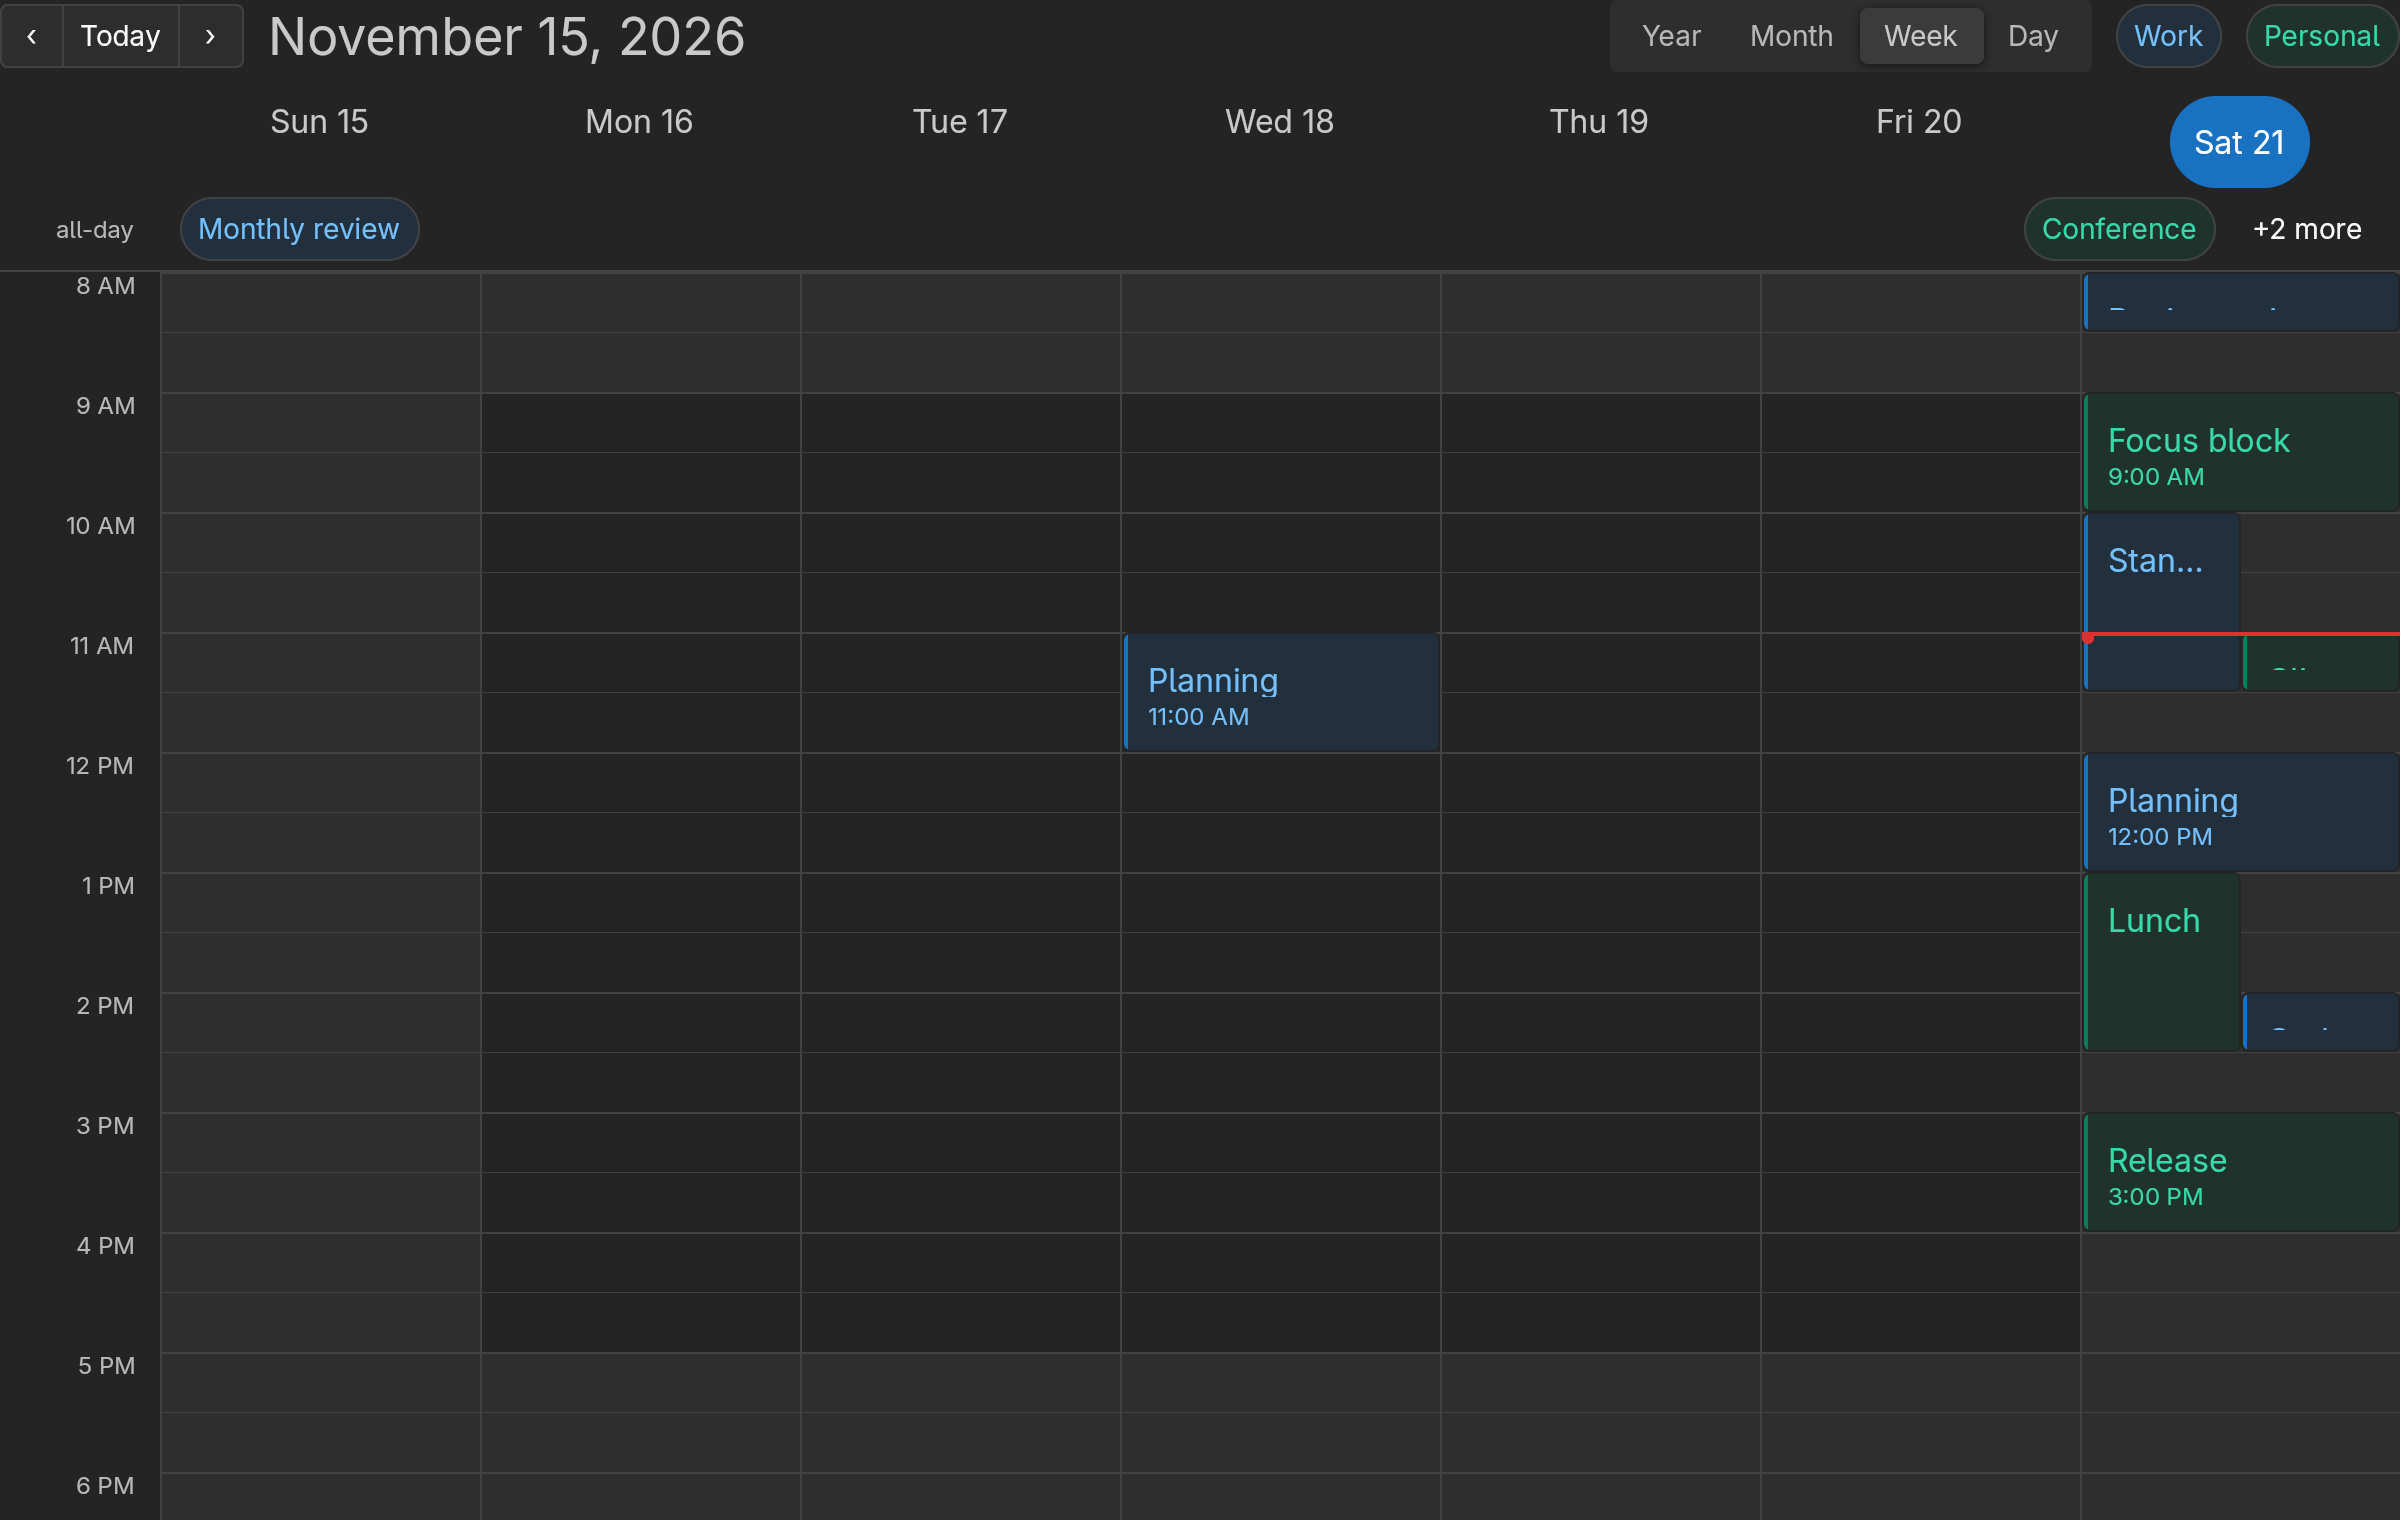 ‹ Today › November 15, 2026 Year Month Week Day Work Personal
Sun 15 Mon 16 Tue 17 Wed 18 Thu 19 Fri 20 Sat 21
all-day Monthly review Conference +2 more
8 AM
9 AM
Focus block
9:00 AM
10 AM
Stan...
11 AM
Planning
11:00 AM
12 PM
Planning
12:00 PM
1 PM
Lunch
2 PM
3 PM
Release
3:00 PM
4 PM
5 PM
6 PM